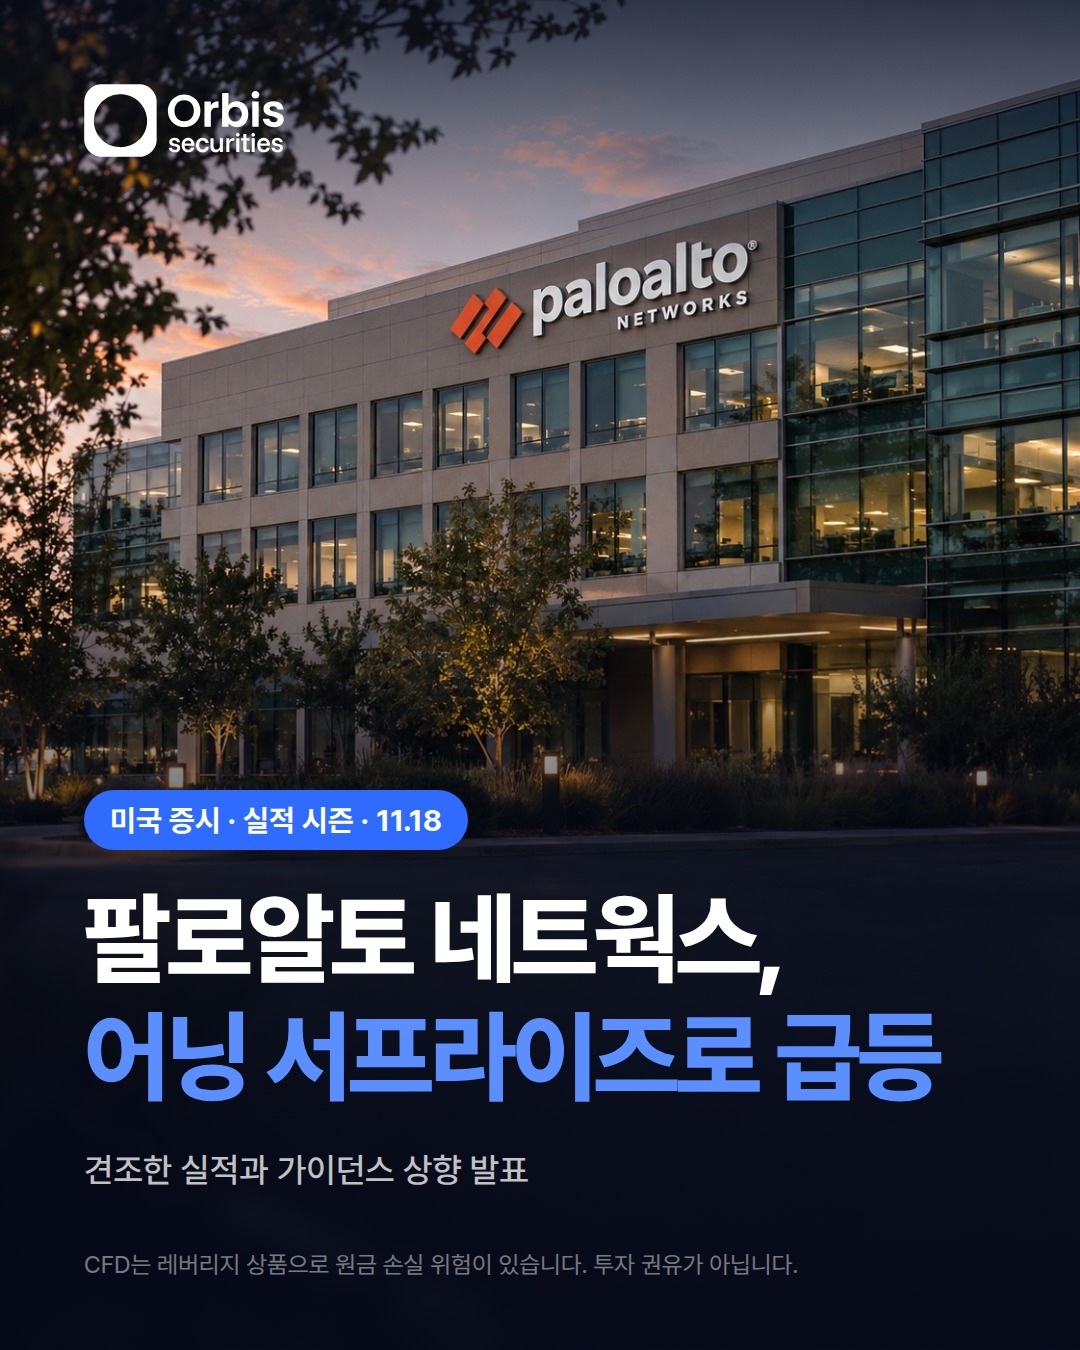 Orbis
securities
paloalto®
NETWORKS
미국 증시 · 실적 시즌 · 11.18
팔로알토 네트웍스,
어닝 서프라이즈로 급등
견조한 실적과 가이던스 상향 발표
CFD는 레버리지 상품으로 원금 손실 위험이 있습니다. 투자 권유가 아닙니다.